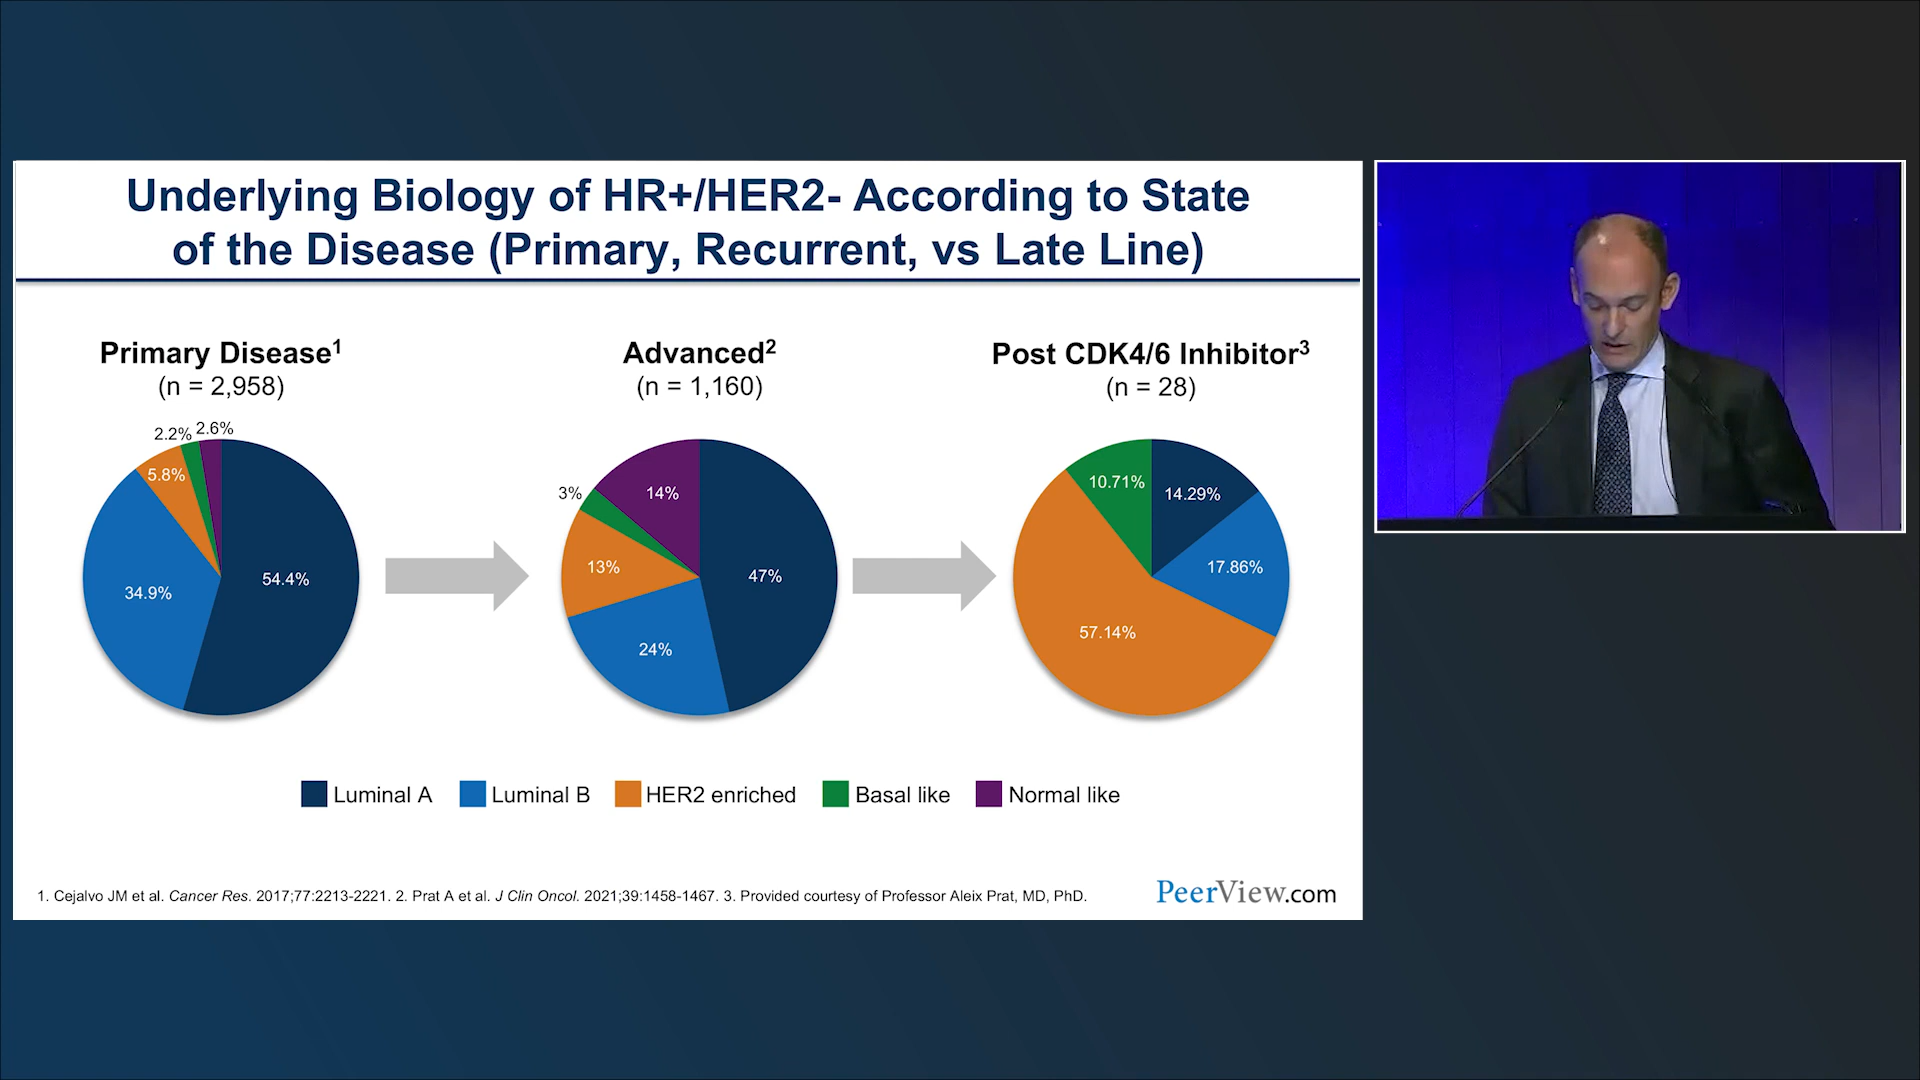 Underlying Biology of HR+/HER2- According to State
of the Disease (Primary, Recurrent, vs Late Line)
Primary Disease1
(n = 2,958)
2.2%
2.6%
5.8%
34.9%
54.4%
Advanced2
(n = 1,160)
3%
14%
13%
47%
24%
Post CDK4/6 Inhibitor3
(n = 28)
10.71%
14.29%
17.86%
57.14%
Luminal A
Luminal B
HER2 enriched
Basal like
Normal like
1. Cejalvo JM et al. Cancer Res. 2017;77:2213-2221. 2. Prat A et al. J Clin Oncol. 2021;39:1458-1467. 3. Provided courtesy of Professor Aleix Prat, MD, PhD.
PeerView.com